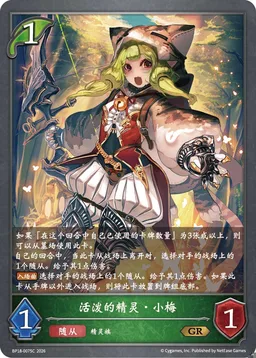 1
如果「在这个回合中自己使用的卡牌数量」为3张或以上，则
可以从墓场使用此卡。
自己的回合中，当此卡从战场上离开时，选择对手的战场上的
1个随从。给予其1点伤害。
入场曲 选择对手的战场上的1个随从。给予其1点伤害。如果此
卡从手牌以外进入战场，则将此卡放置到牌组底部。
活泼的精灵·小梅
1
随从
精灵族
GR
1
BP18-007SC 2026
© Cygames, Inc. Published by NetEase Games